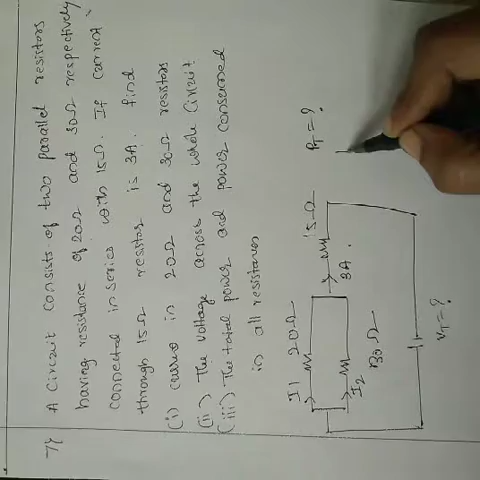 7) A Circuit consists of two parallel resistors
having resistance of 20Ω and 30Ω respectively
connected in series with 15Ω. If current
through 15Ω resistor is 3A. find
(i) current in 20Ω and 30Ω resistors
(ii) The voltage across the whole Circuit
(iii) The total power and power consumed
in all resistances
I1 20Ω
I2 30Ω
15Ω
3A.
PT=?
VT=?